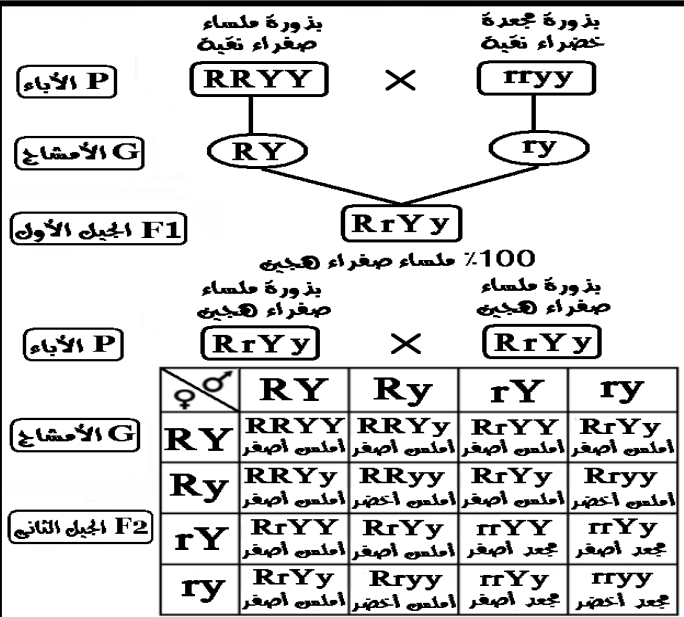 بذورة ملساء بذورة مجعدة
صفراء نقية خضراء نقية
P الأباء RRYY × rryy
G الأمشاج RY ry
F1 الجيل الأول RrYy
100٪ ملساء صفراء هجين
بذورة ملساء بذورة ملساء
صفراء هجين صفراء هجين
P الأباء RrYy × RrYy
♀ ♂ RY Ry rY ry
G الأمشاج RY RRYY RRYy RrYY RrYy
أملس أصفر أملس أصفر أملس أصفر أملس أصفر
Ry RRYy RRyy RrYy Rryy
أملس أصفر أملس أخضر أملس أصفر أملس أخضر
F2 الجيل الثانى rY RrYY RrYy rrYY rrYy
أملس أصفر أملس أصفر مجعد أصفر مجعد أصفر
ry RrYy Rryy rrYy rryy
أملس أصفر أملس أخضر مجعد أصفر مجعد أخضر